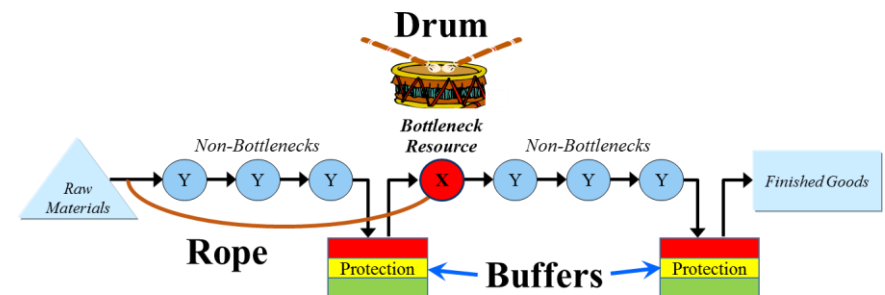 Drum
Bottleneck
Resource
Non-Bottlenecks
Non-Bottlenecks
Raw
Materials
Y
Y
Y
X
Y
Y
Y
Finished Goods
Rope
Protection
Buffers
Protection